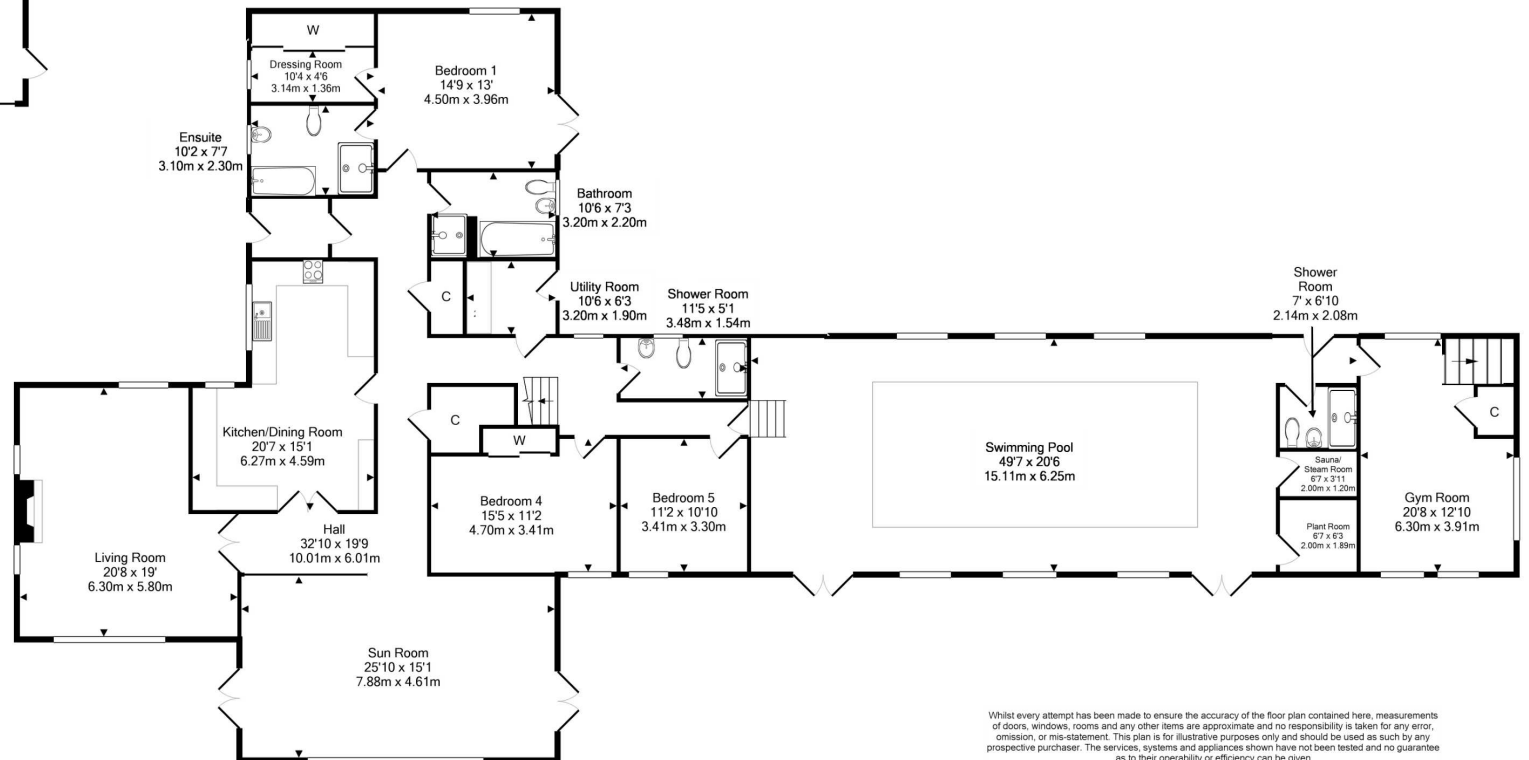 W
Dressing Room
10'4 x 4'6
3.14m x 1.36m
Bedroom 1
14'9 x 13'
4.50m x 3.96m
Ensuite
10'2 x 7'7
3.10m x 2.30m
Bathroom
10'6 x 7'3
3.20m x 2.20m
C
Utility Room
10'6 x 6'3
3.20m x 1.90m
Shower Room
11'5 x 5'1
3.48m x 1.54m
Shower
Room
7' x 6'10
2.14m x 2.08m
Kitchen/Dining Room
20'7 x 15'1
6.27m x 4.59m
C
W
Swimming Pool
49'7 x 20'6
15.11m x 6.25m
C
Sauna/
Steam Room
6'7 x 3'11
2.00m x 1.20m
Gym Room
20'8 x 12'10
6.30m x 3.91m
Bedroom 4
15'5 x 11'2
4.70m x 3.41m
Bedroom 5
11'2 x 10'10
3.41m x 3.30m
Plant Room
6'7 x 6'3
2.00m x 1.89m
Hall
32'10 x 19'9
10.01m x 6.01m
Living Room
20'8 x 19'
6.30m x 5.80m
Sun Room
25'10 x 15'1
7.88m x 4.61m
Whilst every attempt has been made to ensure the accuracy of the floor plan contained here, measurements
of doors, windows, rooms and any other items are approximate and no responsibility is taken for any error,
omission, or mis-statement. This plan is for illustrative purposes only and should be used as such by any
prospective purchaser. The services, systems and appliances shown have not been tested and no guarantee
as to their operability or efficiency can be given